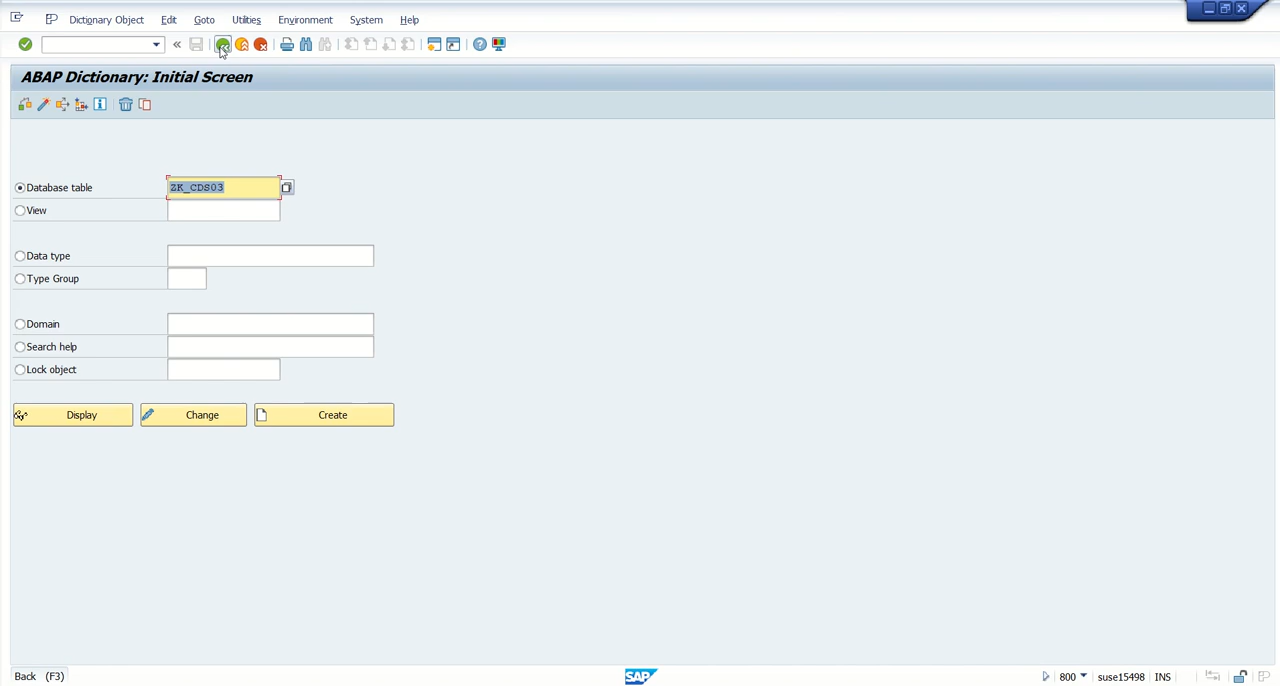 Dictionary Object Edit Goto Utilities Environment System Help
ABAP Dictionary: Initial Screen
Database table ZK_CDS03
View
Data type
Type Group
Domain
Search help
Lock object
Display Change Create
Back (F3) SAP 800 suse15498 INS